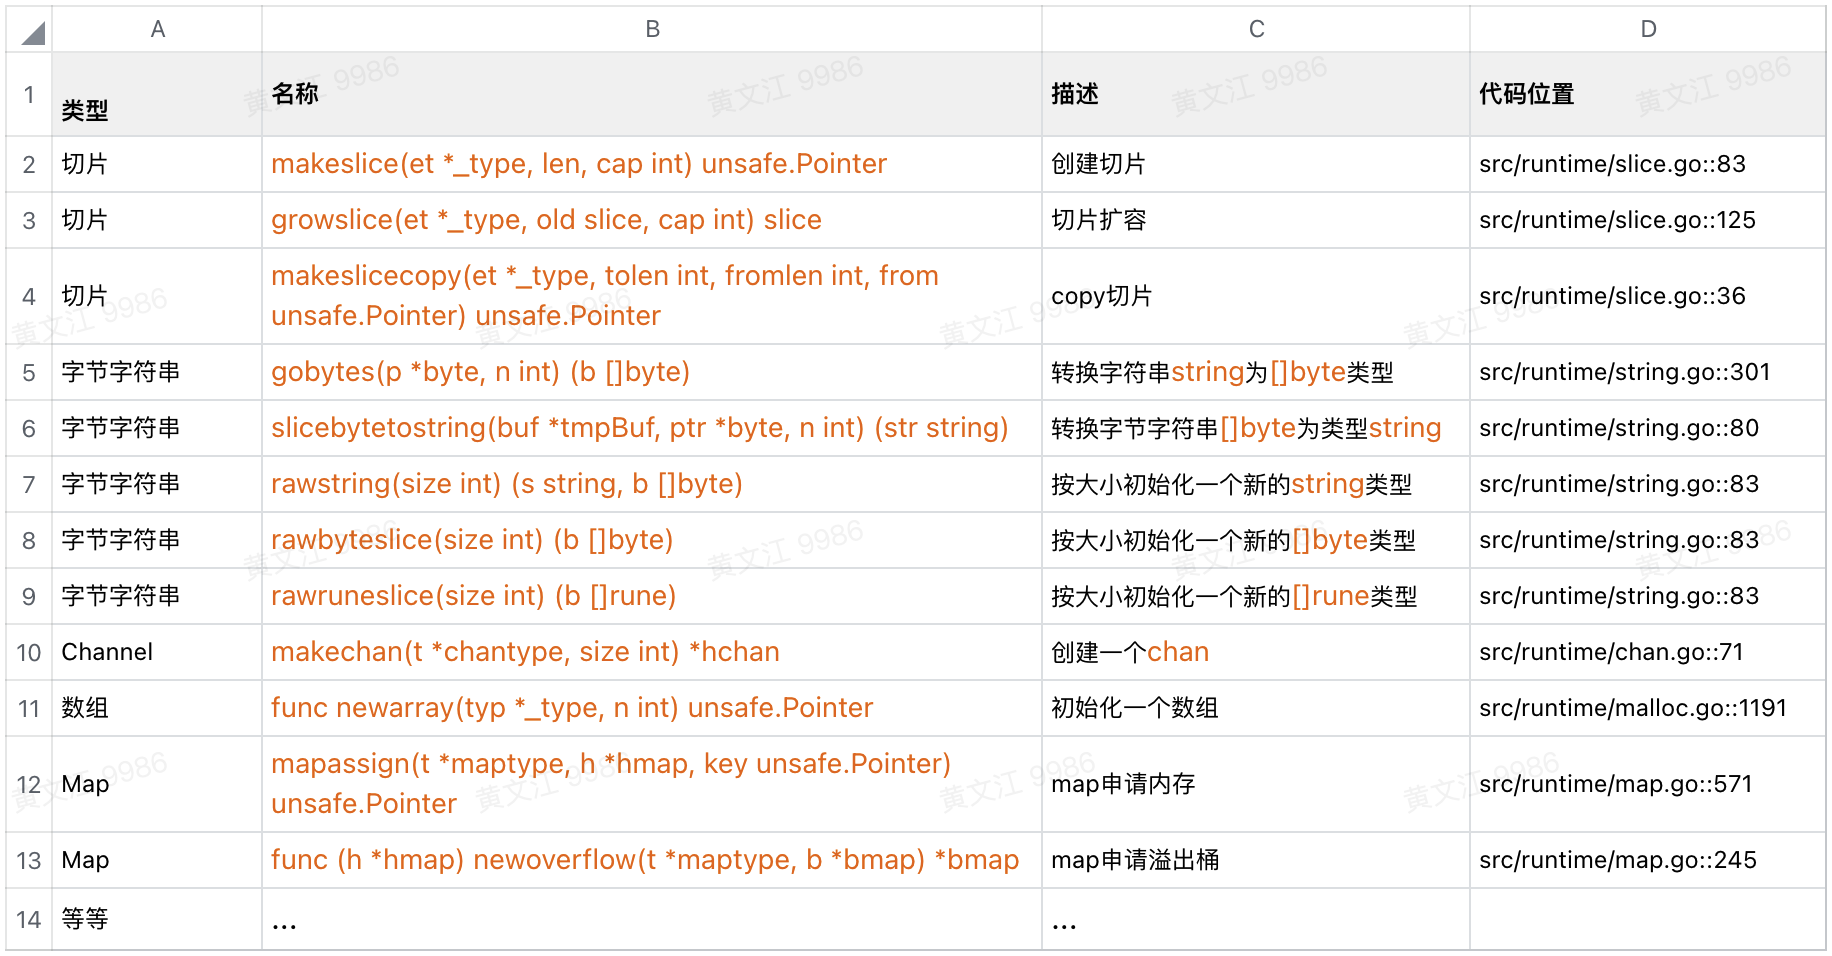 A B C D
1 类型 名称 描述 代码位置
2 切片 makeslice(et *_type, len, cap int) unsafe.Pointer 创建切片 src/runtime/slice.go::83
3 切片 growslice(et *_type, old slice, cap int) slice 切片扩容 src/runtime/slice.go::125
4 切片 makeslicecopy(et *_type, tolen int, fromlen int, from
unsafe.Pointer) unsafe.Pointer copy切片 src/runtime/slice.go::36
5 字节字符串 gobytes(p *byte, n int) (b []byte) 转换字符串string为[]byte类型 src/runtime/string.go::301
6 字节字符串 slicebytetostring(buf *tmpBuf, ptr *byte, n int) (str string) 转换字节字符串[]byte为类型string src/runtime/string.go::80
7 字节字符串 rawstring(size int) (s string, b []byte) 按大小初始化一个新的string类型 src/runtime/string.go::83
8 字节字符串 rawbyteslice(size int) (b []byte) 按大小初始化一个新的[]byte类型 src/runtime/string.go::83
9 字节字符串 rawruneslice(size int) (b []rune) 按大小初始化一个新的[]rune类型 src/runtime/string.go::83
10 Channel makechan(t *chantype, size int) *hchan 创建一个chan src/runtime/chan.go::71
11 数组 func newarray(typ *_type, n int) unsafe.Pointer 初始化一个数组 src/runtime/malloc.go::1191
12 Map mapassign(t *maptype, h *hmap, key unsafe.Pointer)
unsafe.Pointer map申请内存 src/runtime/map.go::571
13 Map func (h *hmap) newoverflow(t *maptype, b *bmap) *bmap map申请溢出桶 src/runtime/map.go::245
14 等等 ... ...
黄文江 9986